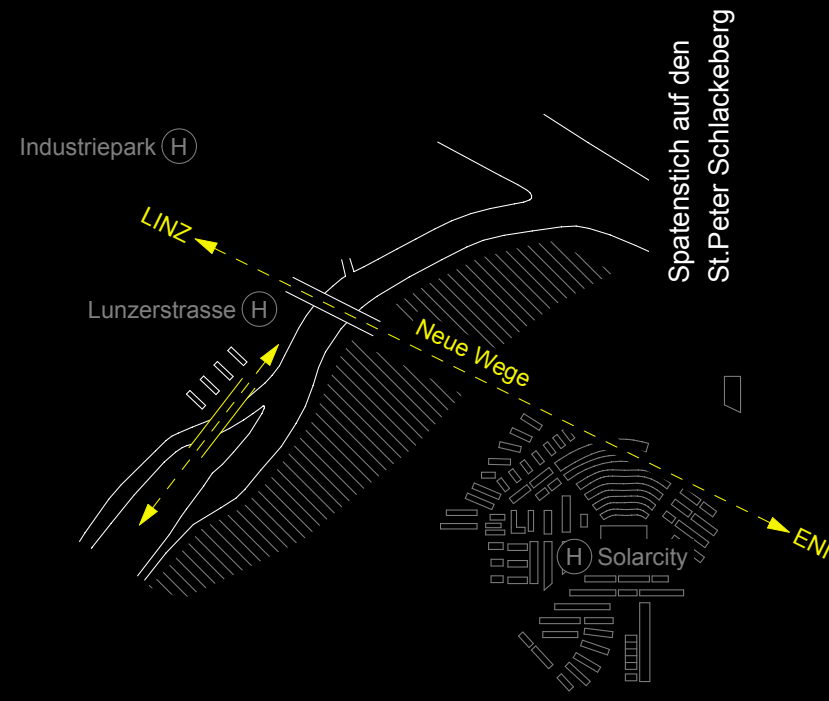 Spatenstich auf den
St.Peter Schlackeberg
Industriepark H
LINZ
Lunzerstrasse H
Neue Wege
H Solarcity